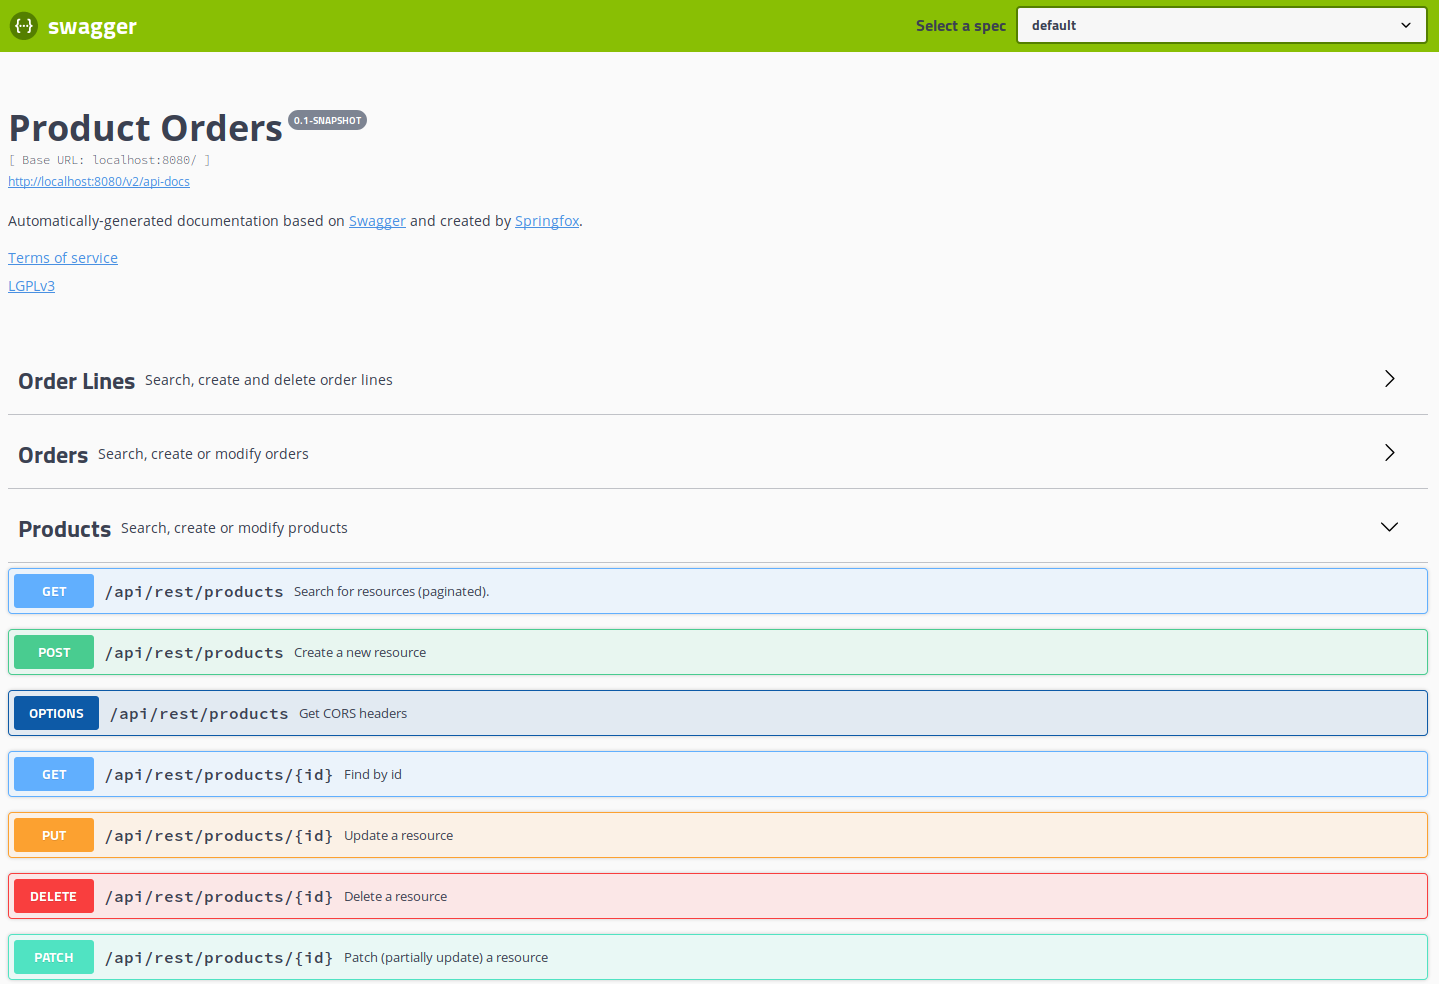 {···} swagger Select a spec default
Product Orders 0.1-SNAPSHOT
[ Base URL: localhost:8080/ ]
http://localhost:8080/v2/api-docs
Automatically-generated documentation based on Swagger and created by Springfox.
Terms of service
LGPLv3
Order Lines Search, create and delete order lines
Orders Search, create or modify orders
Products Search, create or modify products
GET /api/rest/products Search for resources (paginated).
POST /api/rest/products Create a new resource
OPTIONS /api/rest/products Get CORS headers
GET /api/rest/products/{id} Find by id
PUT /api/rest/products/{id} Update a resource
DELETE /api/rest/products/{id} Delete a resource
PATCH /api/rest/products/{id} Patch (partially update) a resource